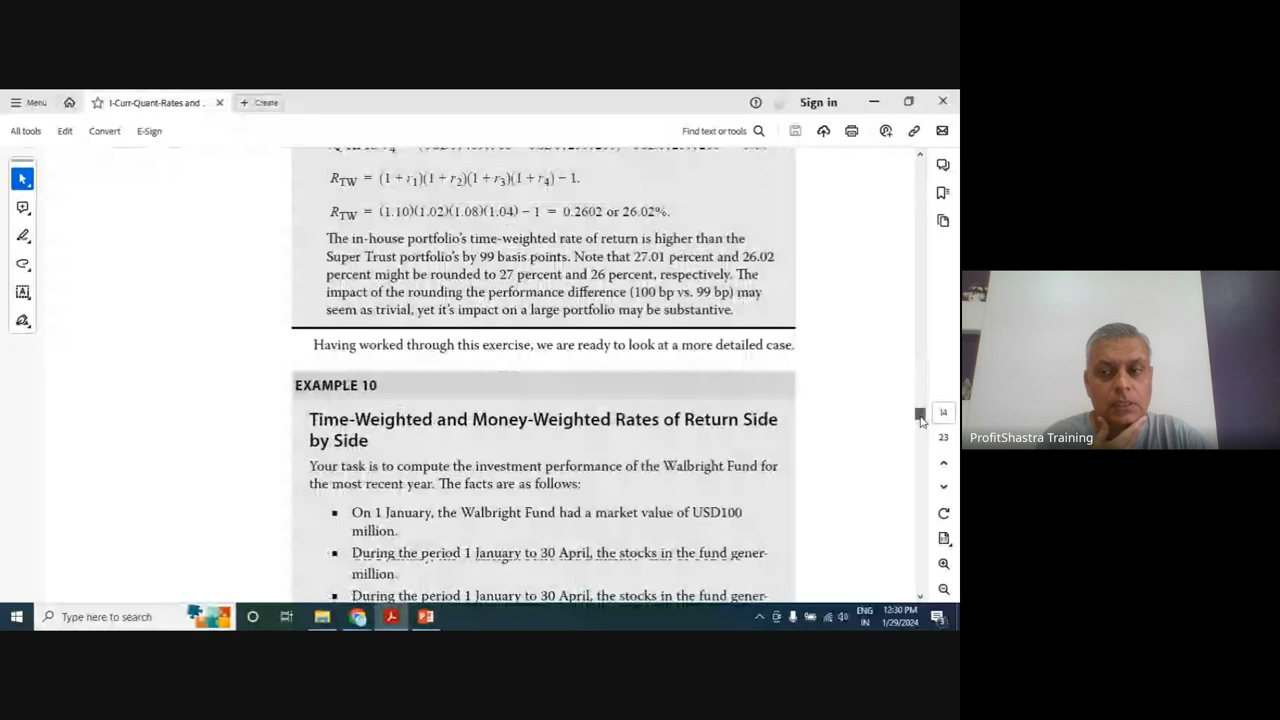 Menu
1-Curr-Quant-Rates and ..
Create
Sign in
All tools
Edit
Convert
E-Sign
Find text or tools
R_TW = (1 + r_1)(1 + r_2)(1 + r_3)(1 + r_4) − 1.
R_TW = (1.10)(1.02)(1.08)(1.04) − 1 = 0.2602 or 26.02%.
The in-house portfolio's time-weighted rate of return is higher than the
Super Trust portfolio's by 99 basis points. Note that 27.01 percent and 26.02
percent might be rounded to 27 percent and 26 percent, respectively. The
impact of the rounding the performance difference (100 bp vs. 99 bp) may
seem as trivial, yet it's impact on a large portfolio may be substantive.
Having worked through this exercise, we are ready to look at a more detailed case.
EXAMPLE 10
Time-Weighted and Money-Weighted Rates of Return Side
by Side
Your task is to compute the investment performance of the Walbright Fund for
the most recent year. The facts are as follows:
▪ On 1 January, the Walbright Fund had a market value of USD100
million.
▪ During the period 1 January to 30 April, the stocks in the fund gener-
million.
▪ During the period 1 January to 30 April, the stocks in the fund gener-
14
23
ProfitShastra Training
Type here to search
ENG
IN
12:30 PM
1/29/2024